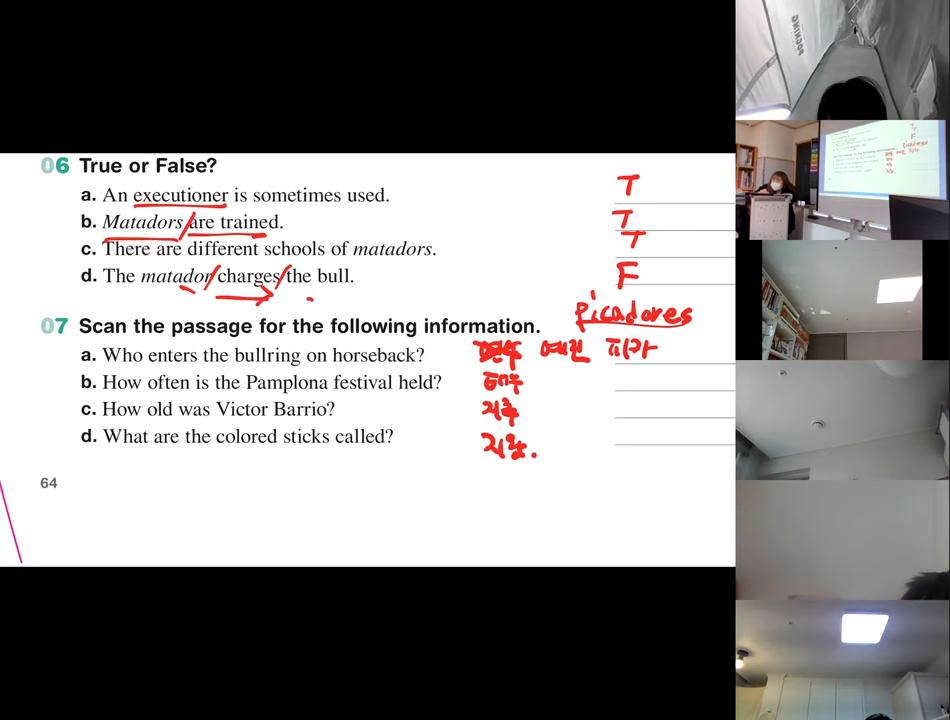 06 True or False?
a. An executioner is sometimes used. T
b. Matadors are trained. T
c. There are different schools of matadors. T
d. The matador charges the bull. F
picadores
07 Scan the passage for the following information.
a. Who enters the bullring on horseback?
b. How often is the Pamplona festival held?
c. How old was Victor Barrio?
d. What are the colored sticks called?
64